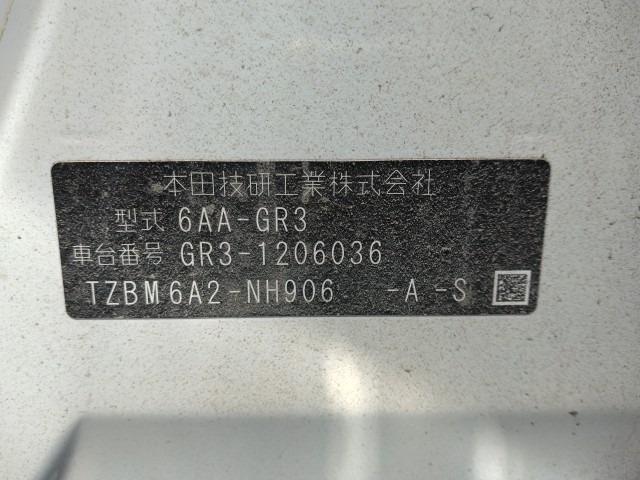 本田技研工業株式会社
型式 6AA-GR3
車台番号 GR3-1206036
TZBM6A2-NH906 -A -S